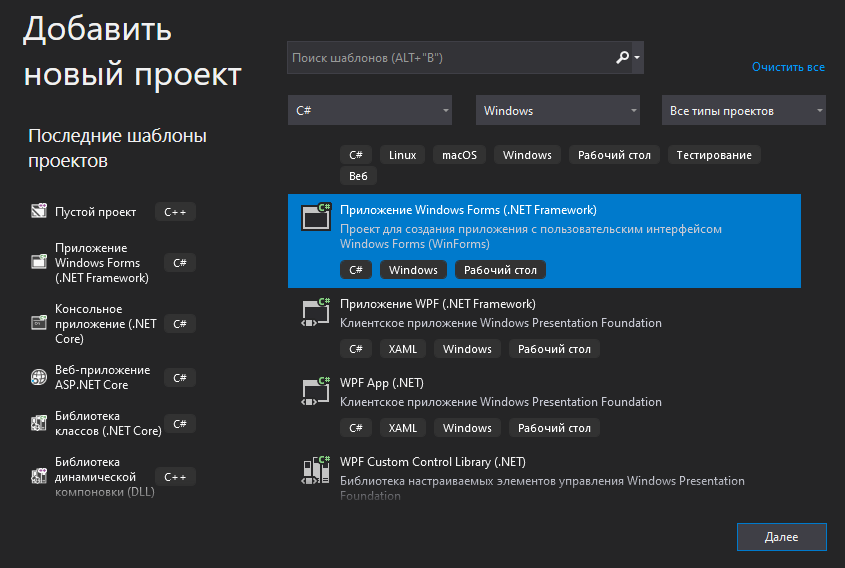 Добавить
новый проект
Последние шаблоны
проектов
Пустой проект C++
Приложение
Windows Forms
(.NET Framework) C#
Консольное
приложение (.NET
Core) C#
Веб-приложение
ASP.NET Core C#
Библиотека
классов (.NET Core) C#
Библиотека
динамической
компоновки (DLL) C++
Поиск шаблонов (ALT+"В")
Очистить все
C# Windows Все типы проектов
C# Linux macOS Windows Рабочий стол Тестирование
Веб
C#
Приложение Windows Forms (.NET Framework)
Проект для создания приложения с пользовательским интерфейсом
Windows Forms (WinForms)
C# Windows Рабочий стол
C#
Приложение WPF (.NET Framework)
Клиентское приложение Windows Presentation Foundation
C# XAML Windows Рабочий стол
C#
WPF App (.NET)
Клиентское приложение Windows Presentation Foundation
C# XAML Windows Рабочий стол
C#
WPF Custom Control Library (.NET)
Библиотека настраиваемых элементов управления Windows Presentation
Foundation
Далее